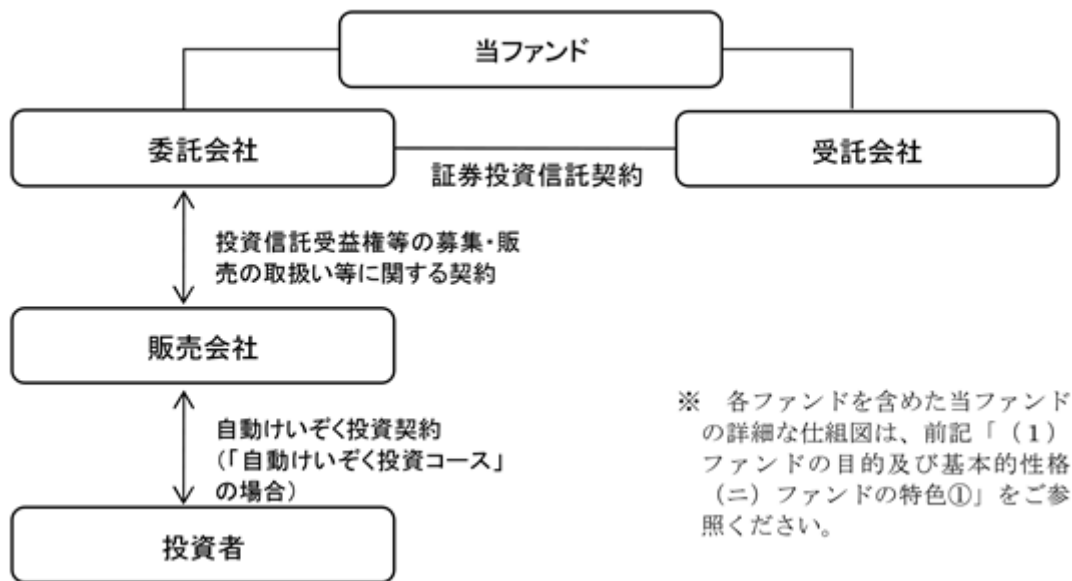 当ファンド
委託会社
受託会社
証券投資信託契約
投資信託受益権等の募集・販
売の取扱い等に関する契約
販売会社
自動けいぞく投資契約
(「自動けいぞく投資コース」
の場合)
投資者
※ 各ファンドを含めた当ファンド
の詳細な仕組図は、前記「(1)
ファンドの目的及び基本的性格
(ニ)ファンドの特色①」をご参
照ください。